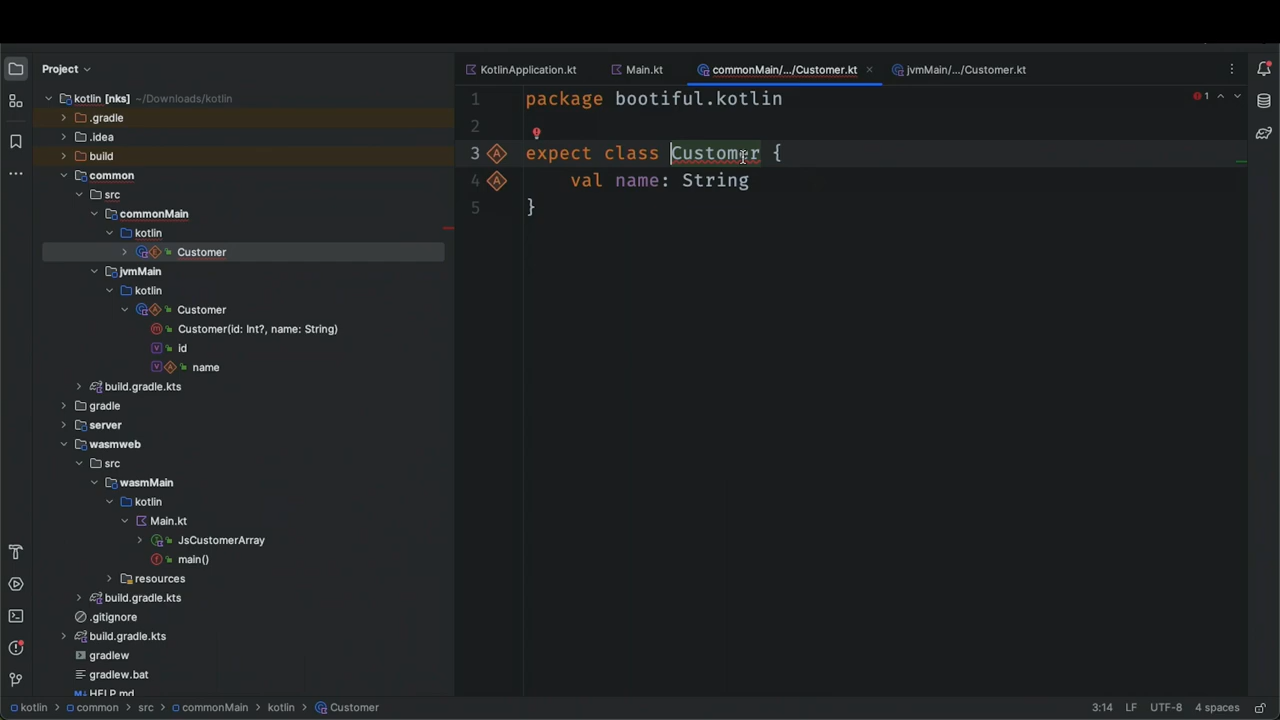 Project
kotlin [nks] ~/Downloads/kotlin
.gradle
.idea
build
common
src
commonMain
kotlin
Customer
jvmMain
kotlin
Customer
Customer(id: Int?, name: String)
id
name
build.gradle.kts
gradle
server
wasmweb
src
wasmMain
kotlin
Main.kt
JsCustomerArray
main()
resources
build.gradle.kts
.gitignore
build.gradle.kts
gradlew
gradlew.bat
HELP.md
KotlinApplication.kt Main.kt commonMain/.../Customer.kt jvmMain/.../Customer.kt
1 package bootiful.kotlin 1
2
3 expect class Customer {
4 val name: String
5 }
kotlin common src commonMain kotlin Customer 3:14 LF UTF-8 4 spaces